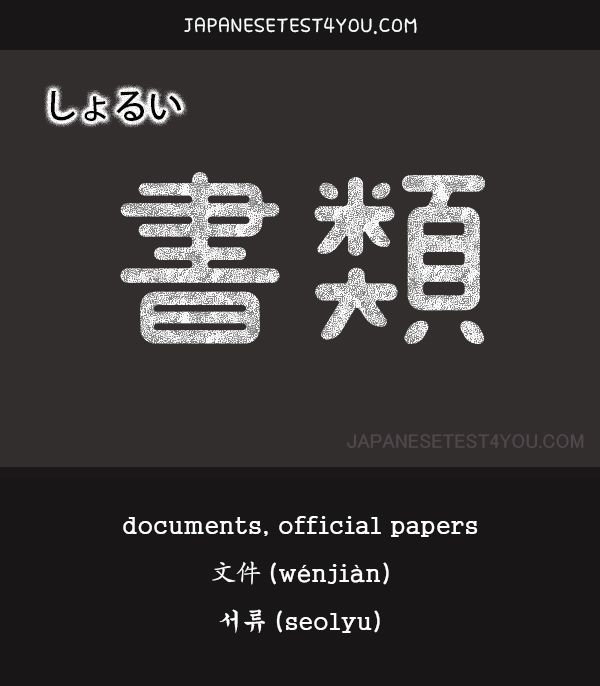 JAPANESETEST4YOU.COM
しょるい
書類
JAPANESETEST4YOU.COM
documents, official papers
文件 (wénjiàn)
서류 (seolyu)